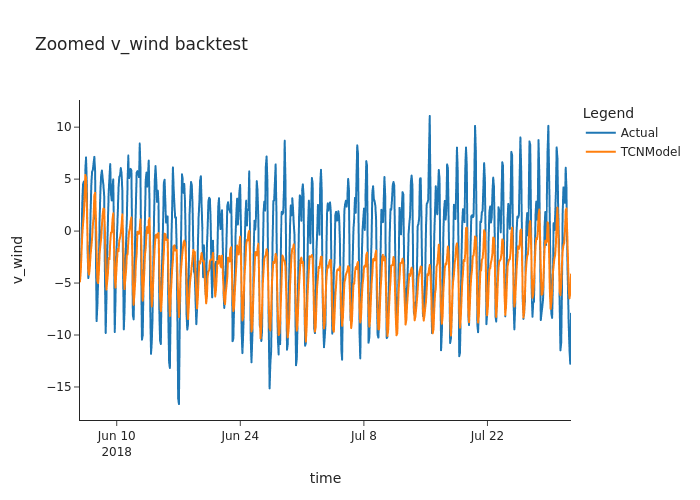 Zoomed v_wind backtest
Legend
Actual
TCNModel
10
5
0
−5
−10
−15
v_wind
Jun 10
2018
Jun 24
Jul 8
Jul 22
time